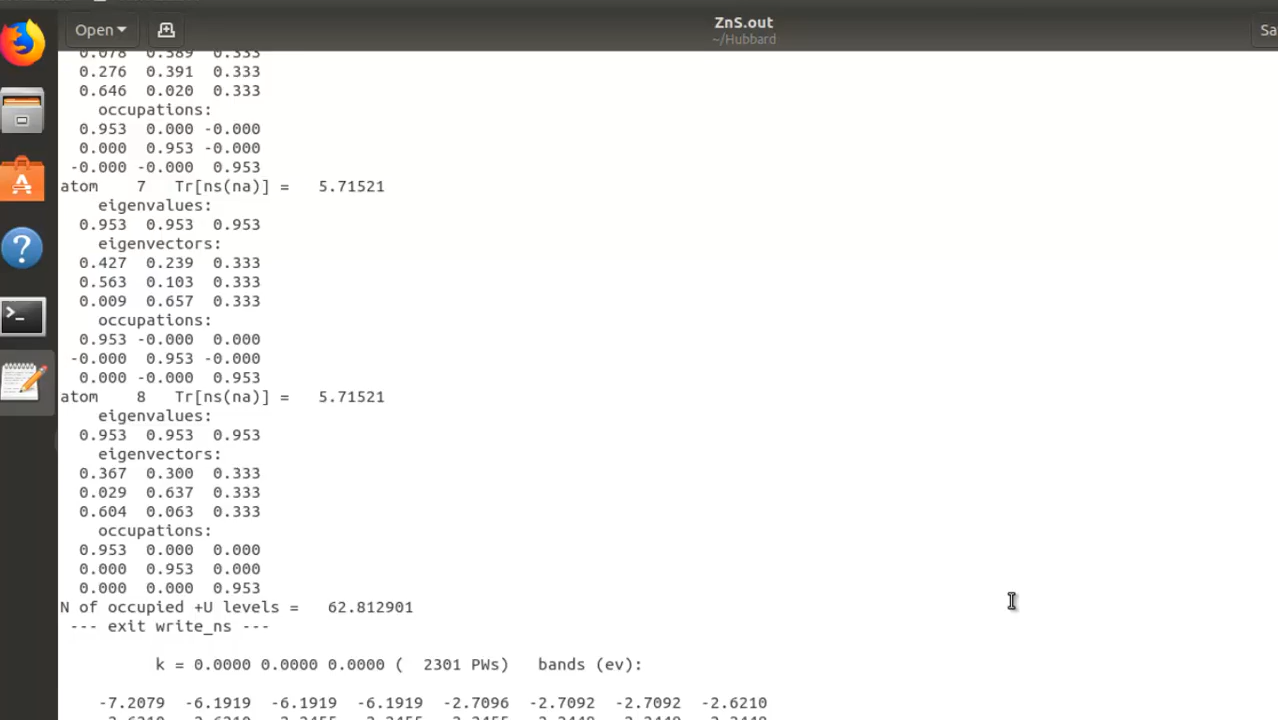 Open
ZnS.out
~/Hubbard
Sa
0.078 0.389 0.333
0.276 0.391 0.333
0.646 0.020 0.333
occupations:
0.953 0.000 -0.000
0.000 0.953 -0.000
-0.000 -0.000 0.953
atom 7 Tr[ns(na)] = 5.71521
eigenvalues:
0.953 0.953 0.953
eigenvectors:
0.427 0.239 0.333
0.563 0.103 0.333
0.009 0.657 0.333
occupations:
0.953 -0.000 0.000
-0.000 0.953 -0.000
0.000 -0.000 0.953
atom 8 Tr[ns(na)] = 5.71521
eigenvalues:
0.953 0.953 0.953
eigenvectors:
0.367 0.300 0.333
0.029 0.637 0.333
0.604 0.063 0.333
occupations:
0.953 0.000 0.000
0.000 0.953 0.000
0.000 0.000 0.953
N of occupied +U levels = 62.812901
--- exit write_ns ---
k = 0.0000 0.0000 0.0000 ( 2301 PWs) bands (ev):
-7.2079 -6.1919 -6.1919 -6.1919 -2.7096 -2.7092 -2.7092 -2.6210